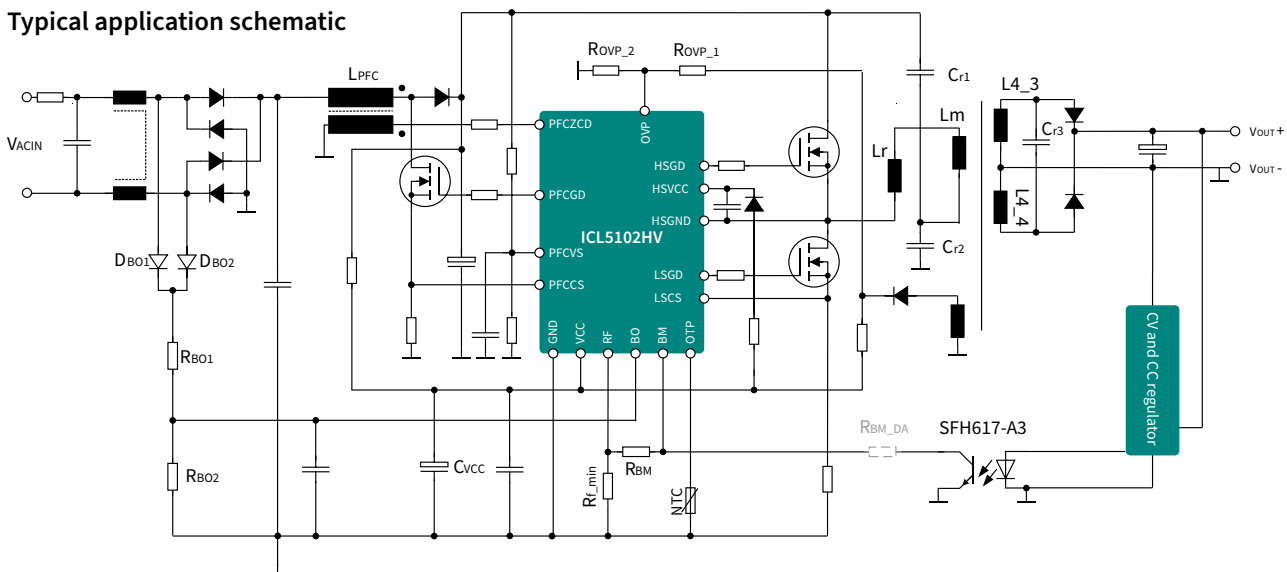 Typical application schematic
ROVP_2
ROVP_1
LPFC
Cr1
L4_3
PFCZCD
OVP
Lm
Cr3
VACIN
Lr
VOUT+
HSGD
VOUT-
HSVCC
PFCGD
L4_4
HSGND
ICL5102HV
Cr2
DBO1
DBO2
PFCVS
LSGD
PFCCS
LSCS
GND
VCC
RF
BO
BM
OTP
CV and CC regulator
RBO1
RBM_DA
SFH617-A3
RBM
CVCC
RBO2
Rf_min
NTC